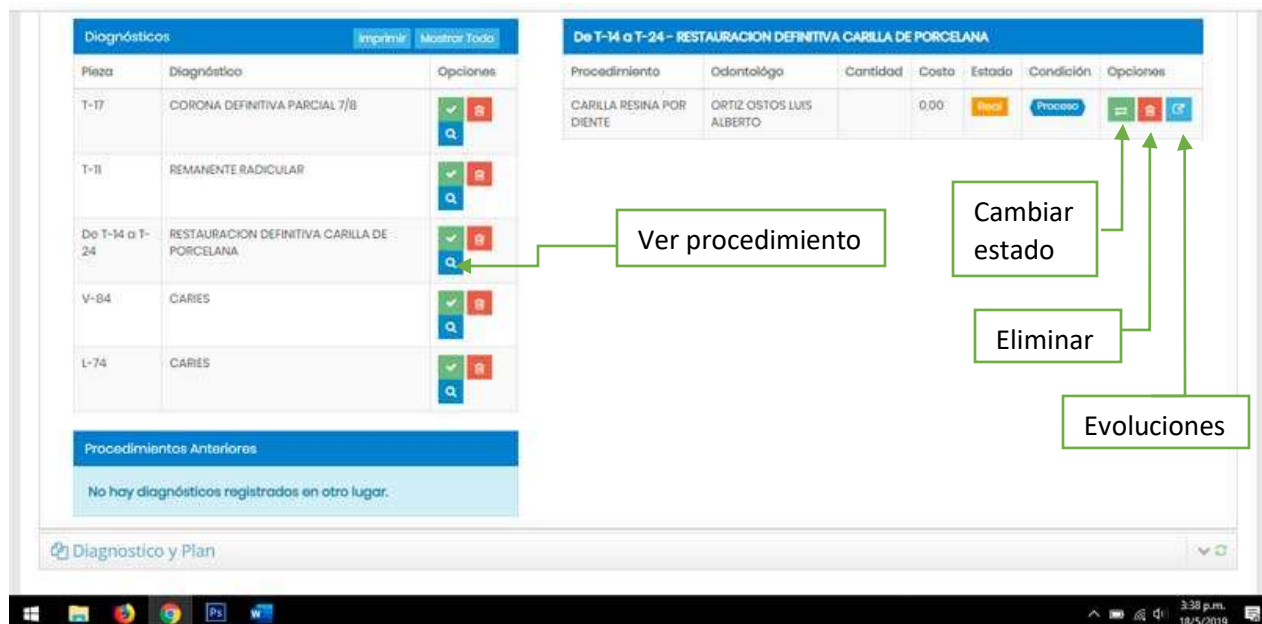 Diagnósticos Imprimir Mostrar Todo
Pieza Diagnóstico Opciones
T-17 CORONA DEFINITIVA PARCIAL 7/8
T-11 REMANENTE RADICULAR
De T-14 a T- RESTAURACION DEFINITIVA CARILLA DE
24 PORCELANA
V-84 CARIES
L-74 CARIES
Procedimientos Anteriores
No hay diagnósticos registrados en otro lugar.
De T-14 a T-24 - RESTAURACION DEFINITIVA CARILLA DE PORCELANA
Procedimiento Odontológo Cantidad Costo Estado Condición Opciones
CARILLA RESINA POR ORTIZ OSTOS LUIS 0,00 Real Proceso
DIENTE ALBERTO
Ver procedimiento
Cambiar
estado
Eliminar
Evoluciones
Diagnostico y Plan
Ps
W
3:38 p.m.
18/5/2019